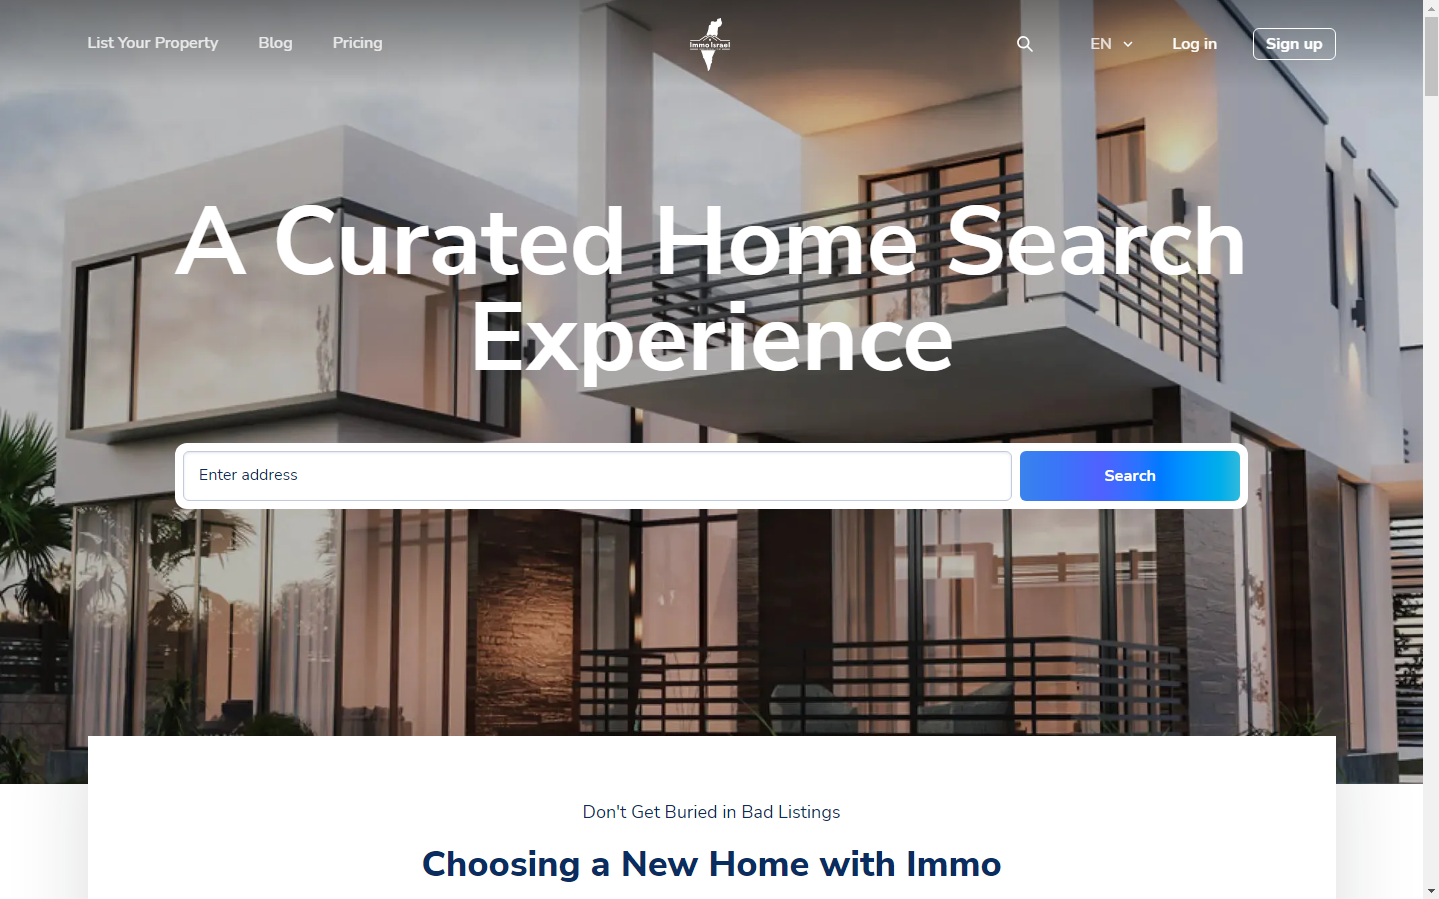 List Your Property
Blog
Pricing
Immo Israel
EN
Log in
Sign up
A Curated Home Search
Experience
Enter address
Search
Don't Get Buried in Bad Listings
Choosing a New Home with Immo